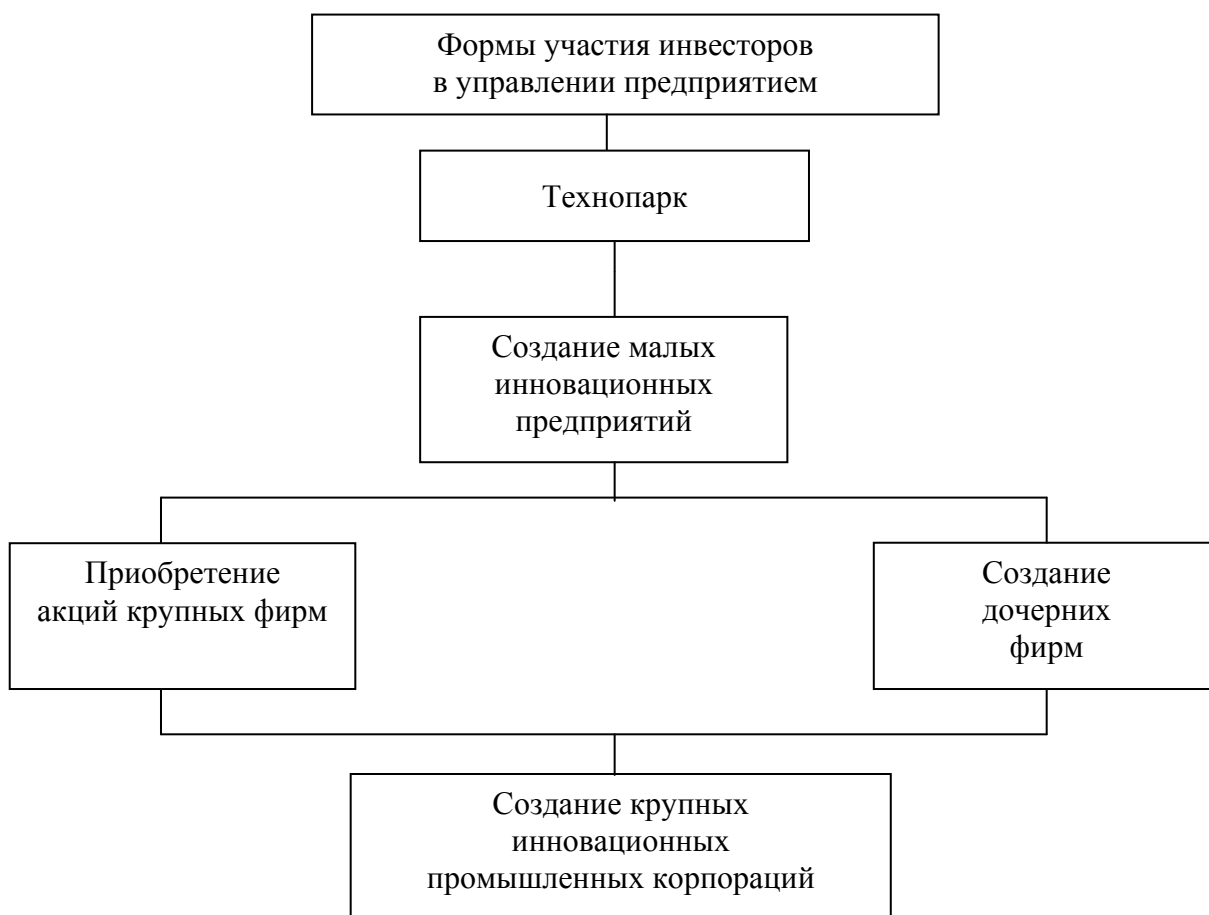 Формы участия инвесторов
в управлении предприятием
Технопарк
Создание малых
инновационных
предприятий
Приобретение
акций крупных фирм
Создание
дочерних
фирм
Создание крупных
инновационных
промышленных корпораций